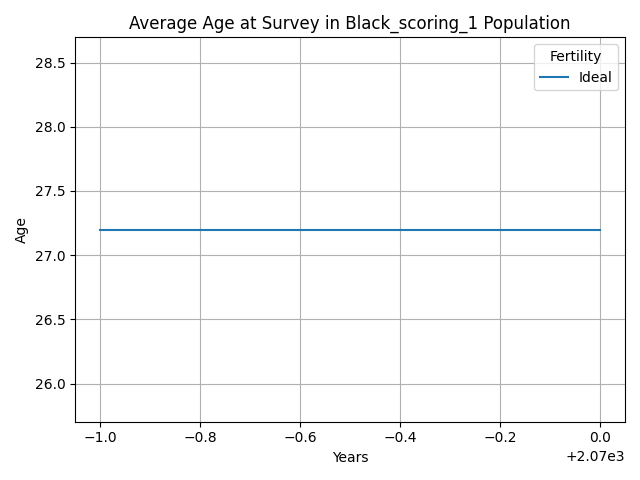 Average Age at Survey in Black_scoring_1 Population
Fertility
Ideal
Age
28.5
28.0
27.5
27.0
26.5
26.0
−1.0 −0.8 −0.6 −0.4 −0.2 0.0
Years
+2.07e3